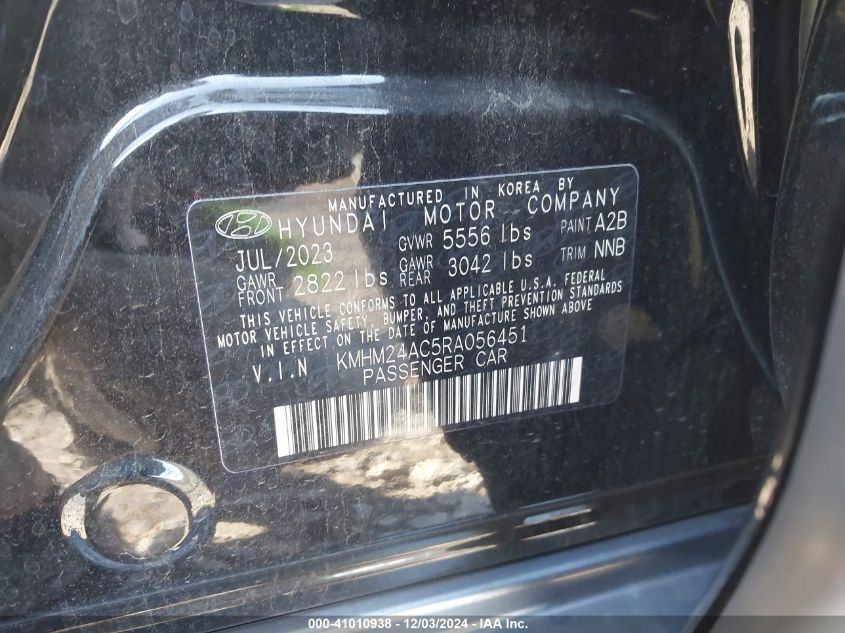 MANUFACTURED IN KOREA BY
HYUNDAI MOTOR COMPANY
JUL/2023 GVWR 5556 lbs PAINT A2B
GAWR FRONT 2822 lbs GAWR REAR 3042 lbs TRIM NNB
THIS VEHICLE CONFORMS TO ALL APPLICABLE U.S.A. FEDERAL
MOTOR VEHICLE SAFETY, BUMPER, AND THEFT PREVENTION STANDARDS
IN EFFECT ON THE DATE OF MANUFACTURE SHOWN ABOVE
V.I.N KMHM24AC5RA056451
PASSENGER CAR
000-41010938 - 12/03/2024 - IAA Inc.